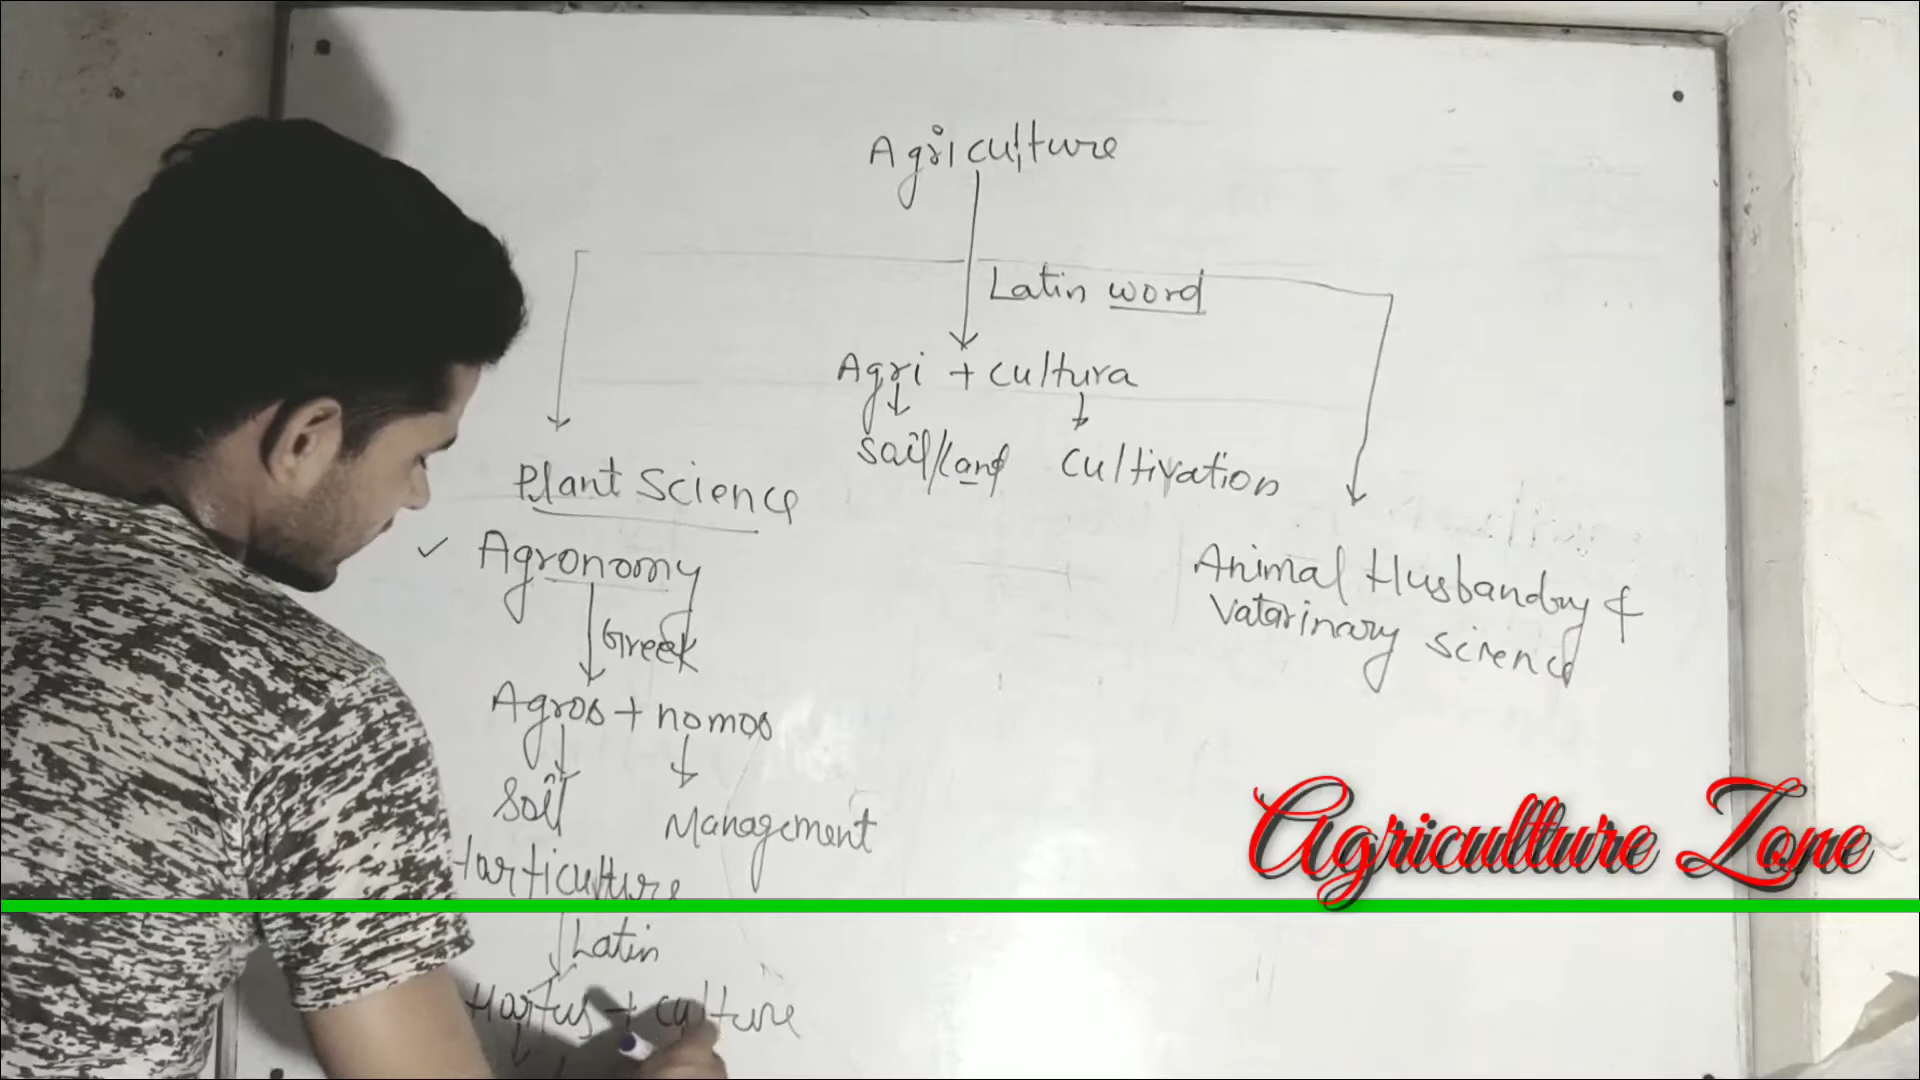 Agriculture
Latin word
Agri + cultura
Soil/land cultivation
Plant Science
Agronomy
Greek
Agros + nomos
Soil Management
Horticulture
Latin
Hortus + culture
Animal Husbandry &
Vatarinary science
Agriculture Zone